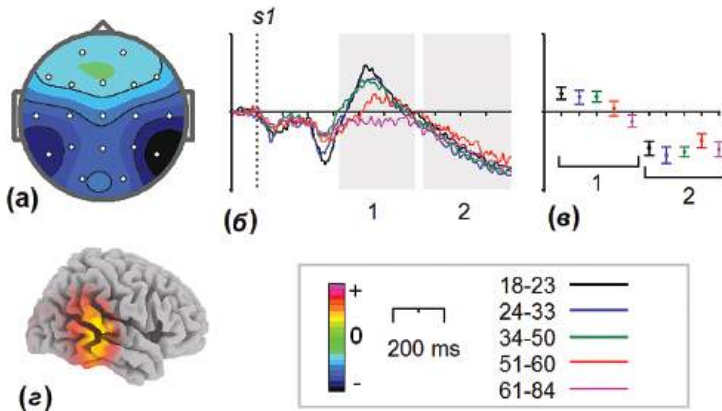 s1
(а)
(б)
1
2
(в)
1
2
(г)
+
0
-
200 ms
18-23
24-33
34-50
51-60
61-84